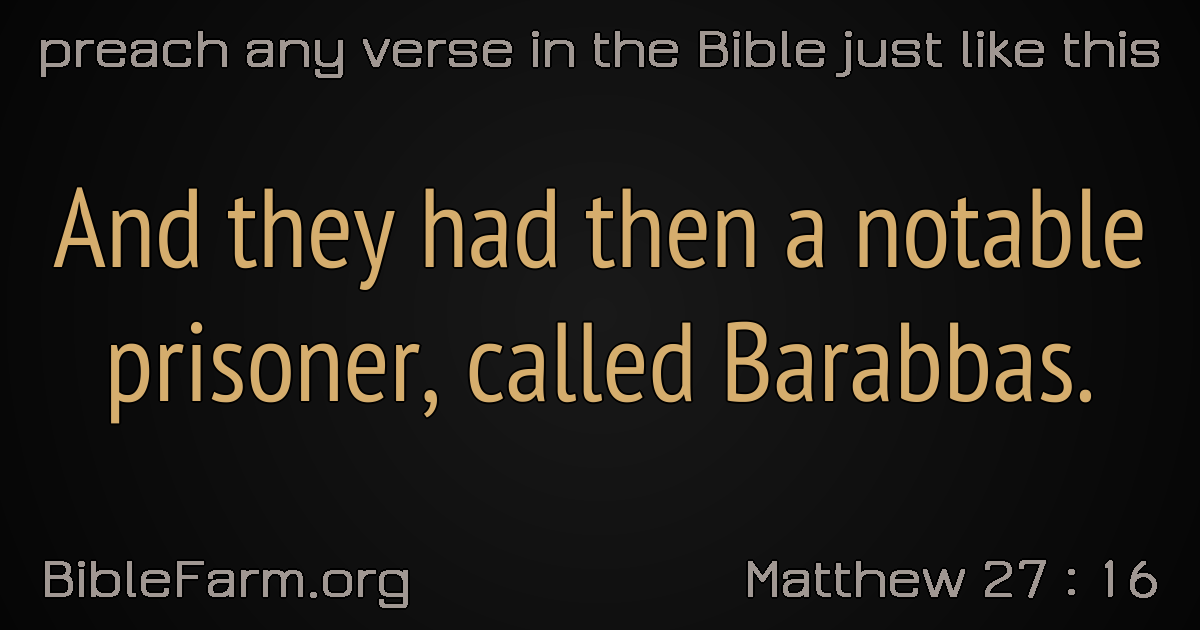 preach any verse in the Bible just like this
And they had then a notable
prisoner, called Barabbas.
BibleFarm.org
Matthew 27 : 16